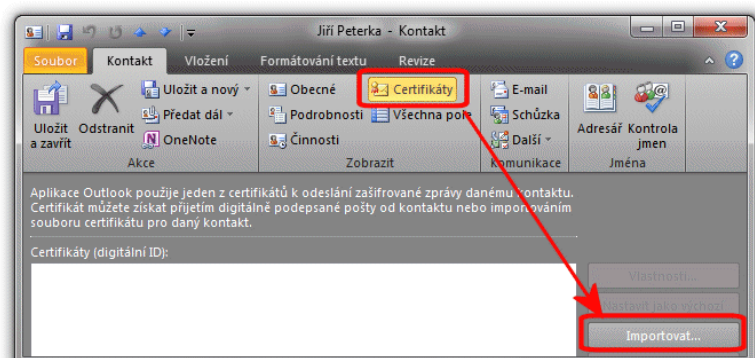 Jiří Peterka - Kontakt
Soubor Kontakt Vložení Formátování textu Revize
Uložit a zavřít
Odstranit
Uložit a nový
Předat dál
OneNote
Akce
Obecné
Podrobnosti
Činnosti
Certifikáty
Všechna pole
Zobrazit
E-mail
Schůzka
Další
Komunikace
Adresář
Kontrola jmen
Jména
Aplikace Outlook použije jeden z certifikátů k odeslání zašifrované zprávy danému kontaktu.
Certifikát můžete získat přijetím digitálně podepsané pošty od kontaktu nebo importováním
souboru certifikátu pro daný kontakt.
Certifikáty (digitální ID):
Vlastnosti...
Nastavit jako výchozí
Importovat...